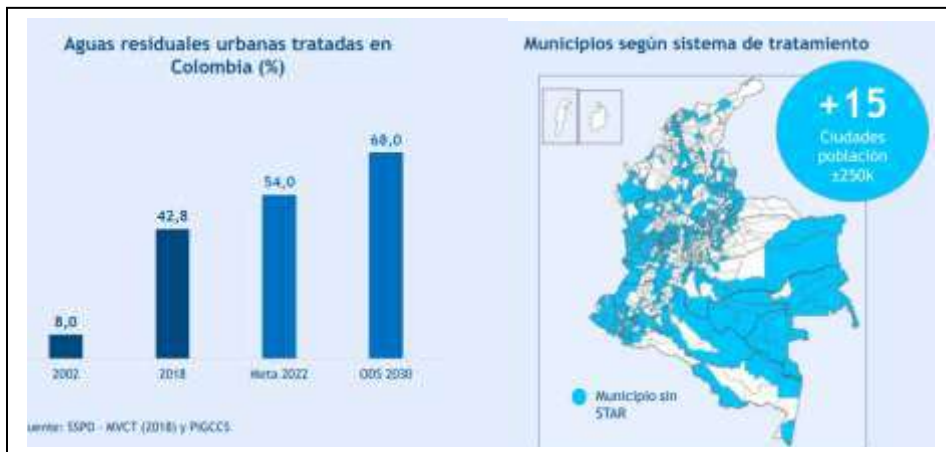 Aguas residuales urbanas tratadas en
Colombia (%)
8,0
42,8
54,0
68,0
2002
2018
Meta 2022
ODS 2030
uente: SSPD - MVCT (2018) y PIGCCS
Municipios según sistema de tratamiento
+15
Ciudades
población
±250k
Municipio sin
STAR